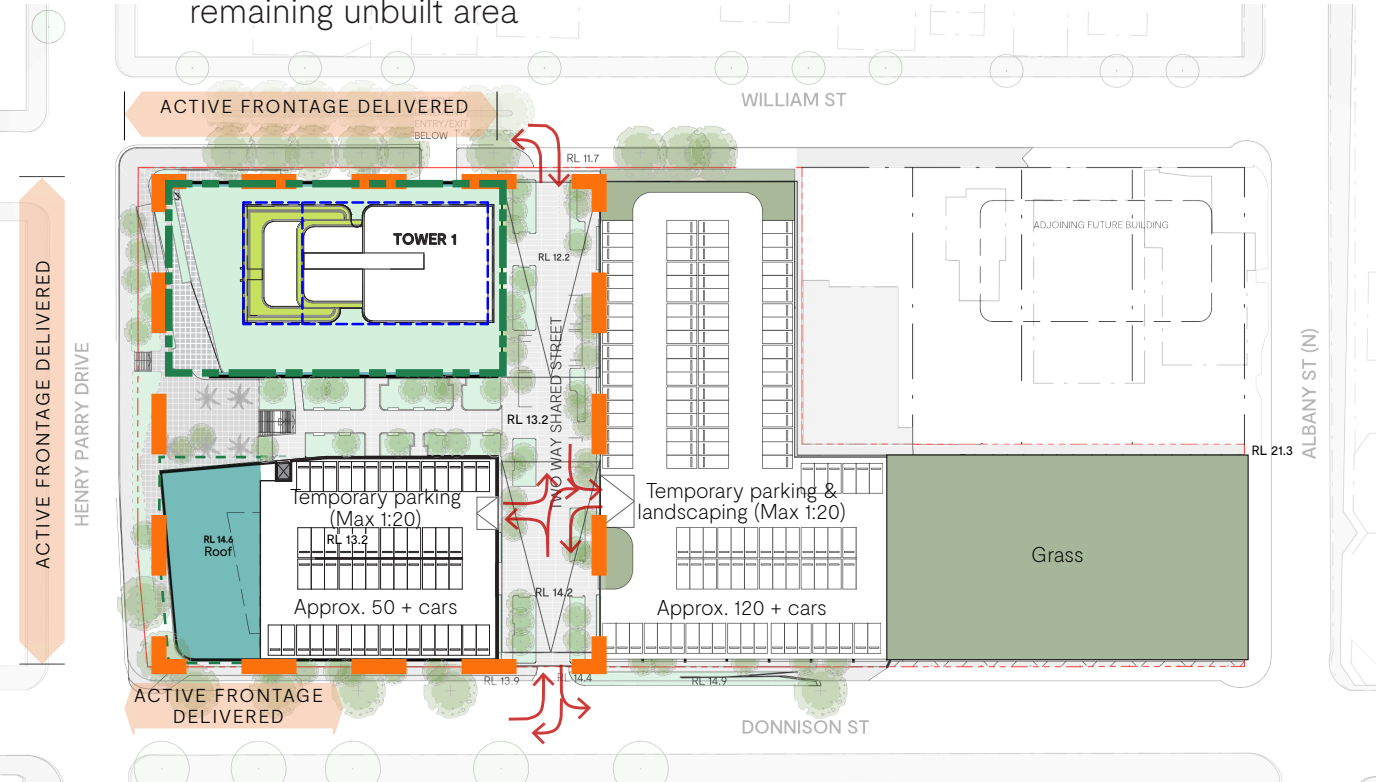 remaining unbuilt area
WILLIAM ST
ACTIVE FRONTAGE DELIVERED
ENTRY/EXIT
BELOW
RL 11.7
TOWER 1
ADJOINING FUTURE BUILDING
RL 12.2
ACTIVE FRONTAGE DELIVERED
HENRY PARRY DRIVE
TWO WAY SHARED STREET
ALBANY ST (N)
RL 13.2
RL 21.3
Temporary parking
(Max 1:20)
RL 13.2
Temporary parking &
landscaping (Max 1:20)
RL 14.6
Roof
Grass
RL 14.2
Approx. 50 + cars
Approx. 120 + cars
RL 13.9
RL 14.4
RL 14.9
ACTIVE FRONTAGE
DELIVERED
DONNISON ST